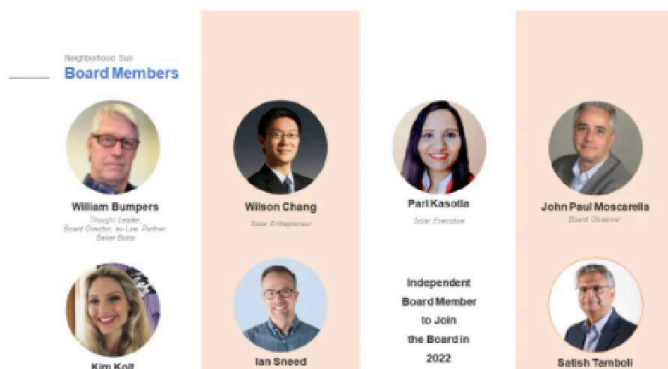 Neighborhood Sun
Board Members
William Bumpers
Thought Leader,
Board Director, ex-Law Partner,
Baker Botts
Wilson Chang
Solar Entrepreneur
Pari Kasotia
Solar Executive
John Paul Moscarella
Board Observer
Kim Kolt
Ian Sneed
Independent
Board Member
to Join
the Board in
2022
Satish Tamboli